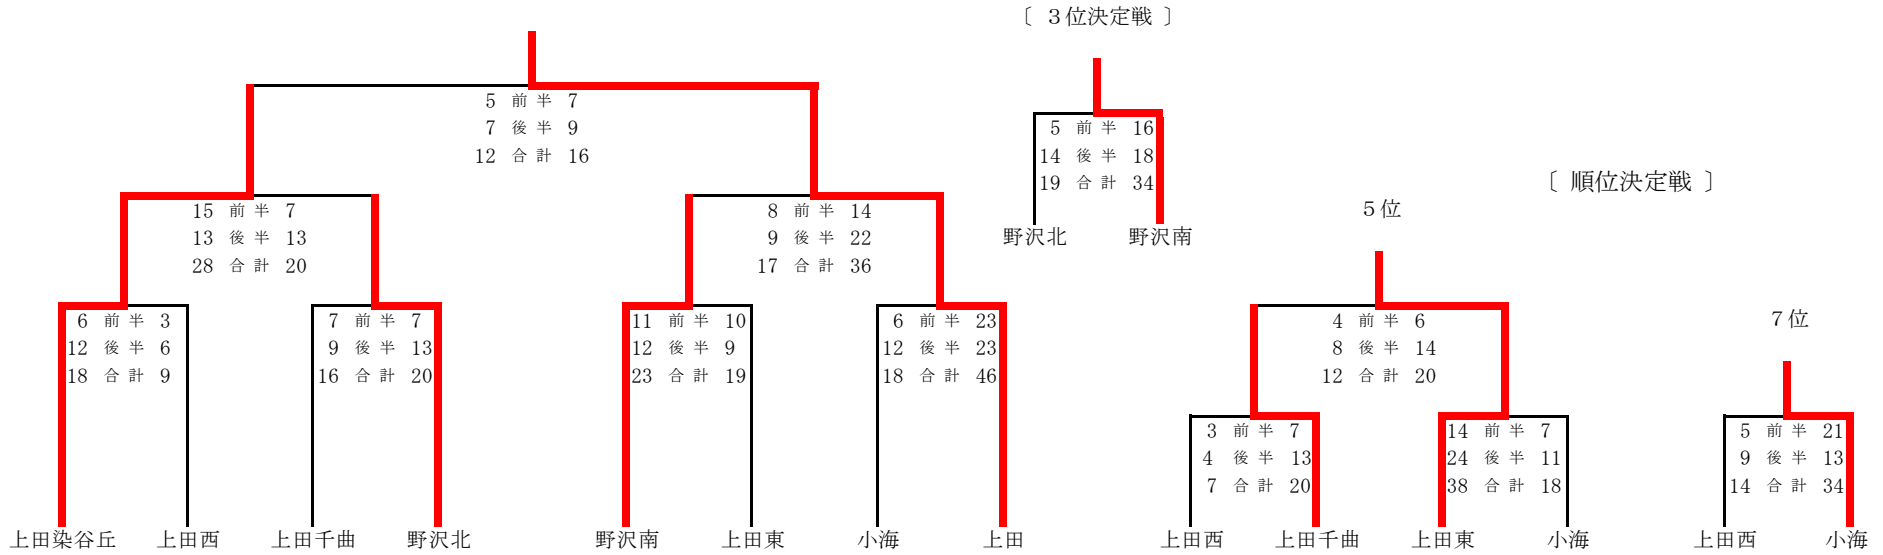 〔 ３位決定戦 〕
5 前半 7
7 後半 9
12 合計 16
5 前半 16
14 後半 18
19 合計 34
野沢北 野沢南
〔 順位決定戦 〕
15 前半 7
13 後半 13
28 合計 20
8 前半 14
9 後半 22
17 合計 36
５位
6 前半 3
12 後半 6
18 合計 9
7 前半 7
9 後半 13
16 合計 20
11 前半 10
12 後半 9
23 合計 19
6 前半 23
12 後半 23
18 合計 46
4 前半 6
8 後半 14
12 合計 20
７位
3 前半 7
4 後半 13
7 合計 20
14 前半 7
24 後半 11
38 合計 18
5 前半 21
9 後半 13
14 合計 34
上田染谷丘 上田西 上田千曲 野沢北 野沢南 上田東 小海 上田 上田西 上田千曲 上田東 小海 上田西 小海